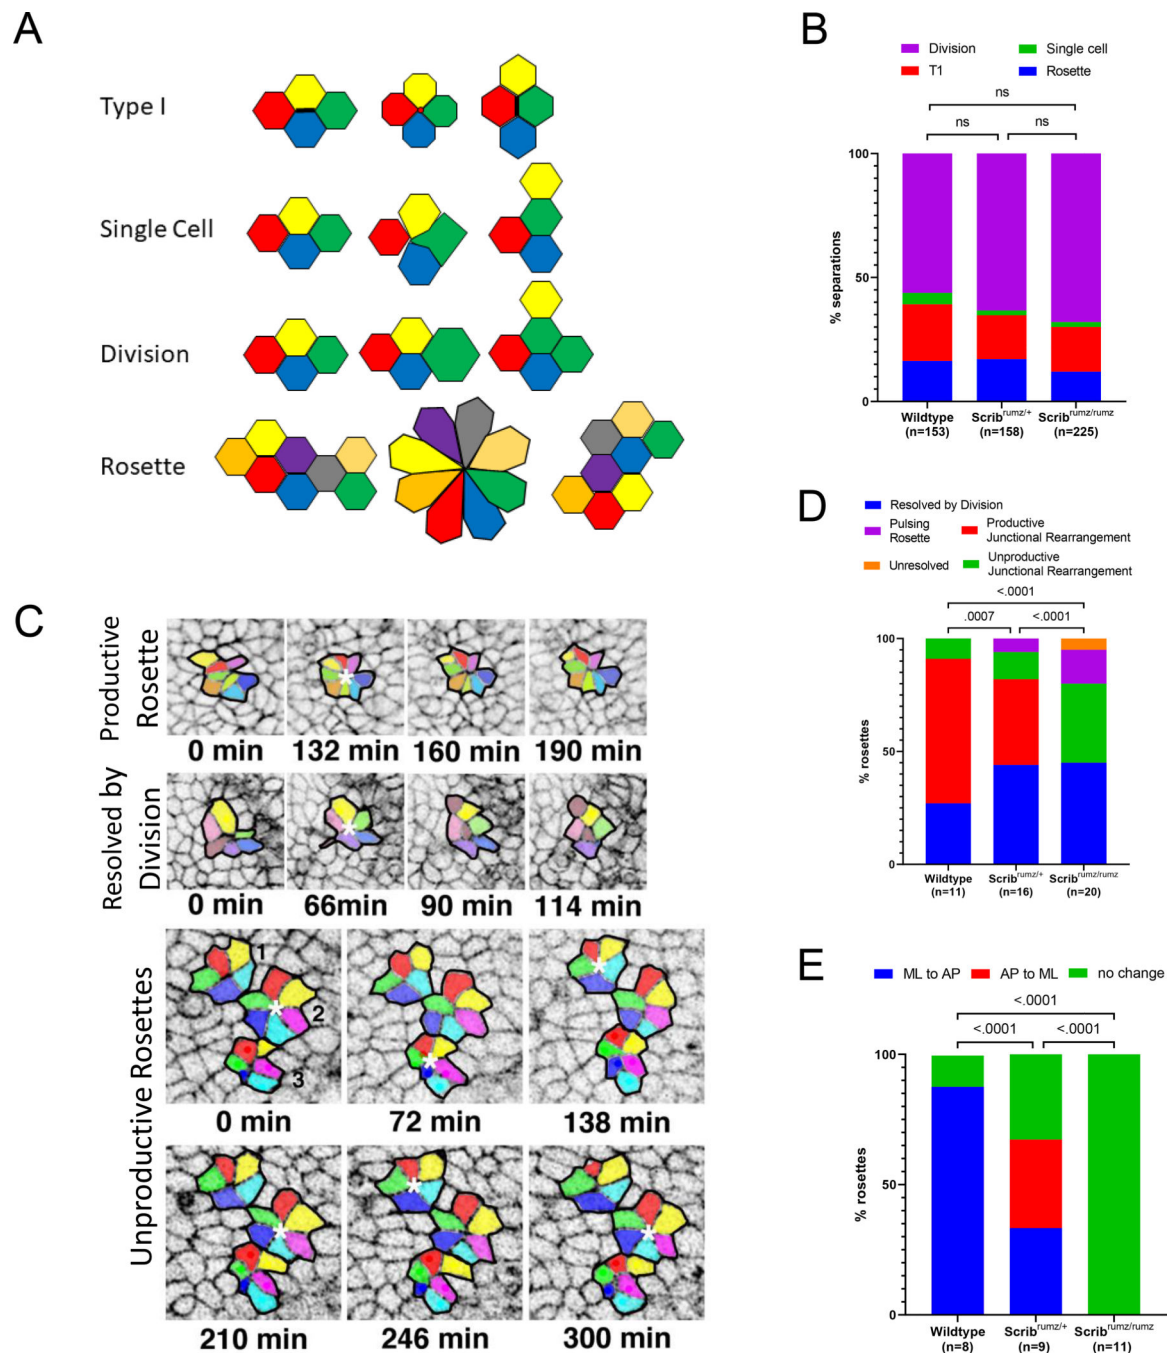 A
Type I
Single Cell
Division
Rosette
B
Division
Single cell
T1
Rosette
ns
ns
ns
100
50
0
% separations
Wildtype
(n=153)
Scrib^rumz/+
(n=158)
Scrib^rumz/rumz
(n=225)
C
Productive
Rosette
0 min
132 min
160 min
190 min
Resolved by
Division
0 min
66min
90 min
114 min
Unproductive Rosettes
1
2
3
0 min
72 min
138 min
210 min
246 min
300 min
D
Resolved by Division
Pulsing
Rosette
Productive
Junctional Rearrangement
Unresolved
Unproductive
Junctional Rearrangement
<.0001
.0007
<.0001
100
50
0
% rosettes
Wildtype
(n=11)
Scrib^rumz/+
(n=16)
Scrib^rumz/rumz
(n=20)
E
ML to AP
AP to ML
no change
<.0001
<.0001
<.0001
100
50
0
% rosettes
Wildtype
(n=8)
Scrib^rumz/+
(n=9)
Scrib^rumz/rumz
(n=11)